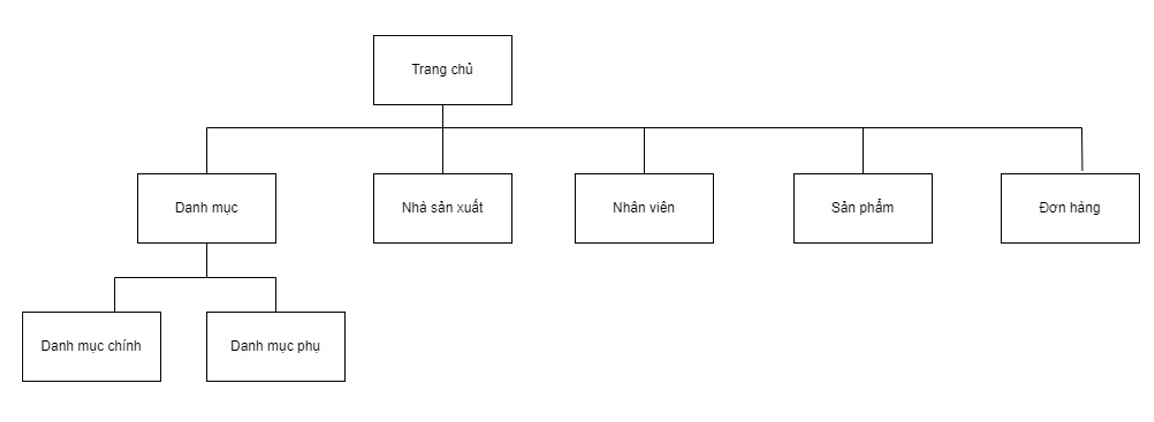 Trang chủ
Danh mục
Nhà sản xuất
Nhân viên
Sản phẩm
Đơn hàng
Danh mục chính
Danh mục phụ